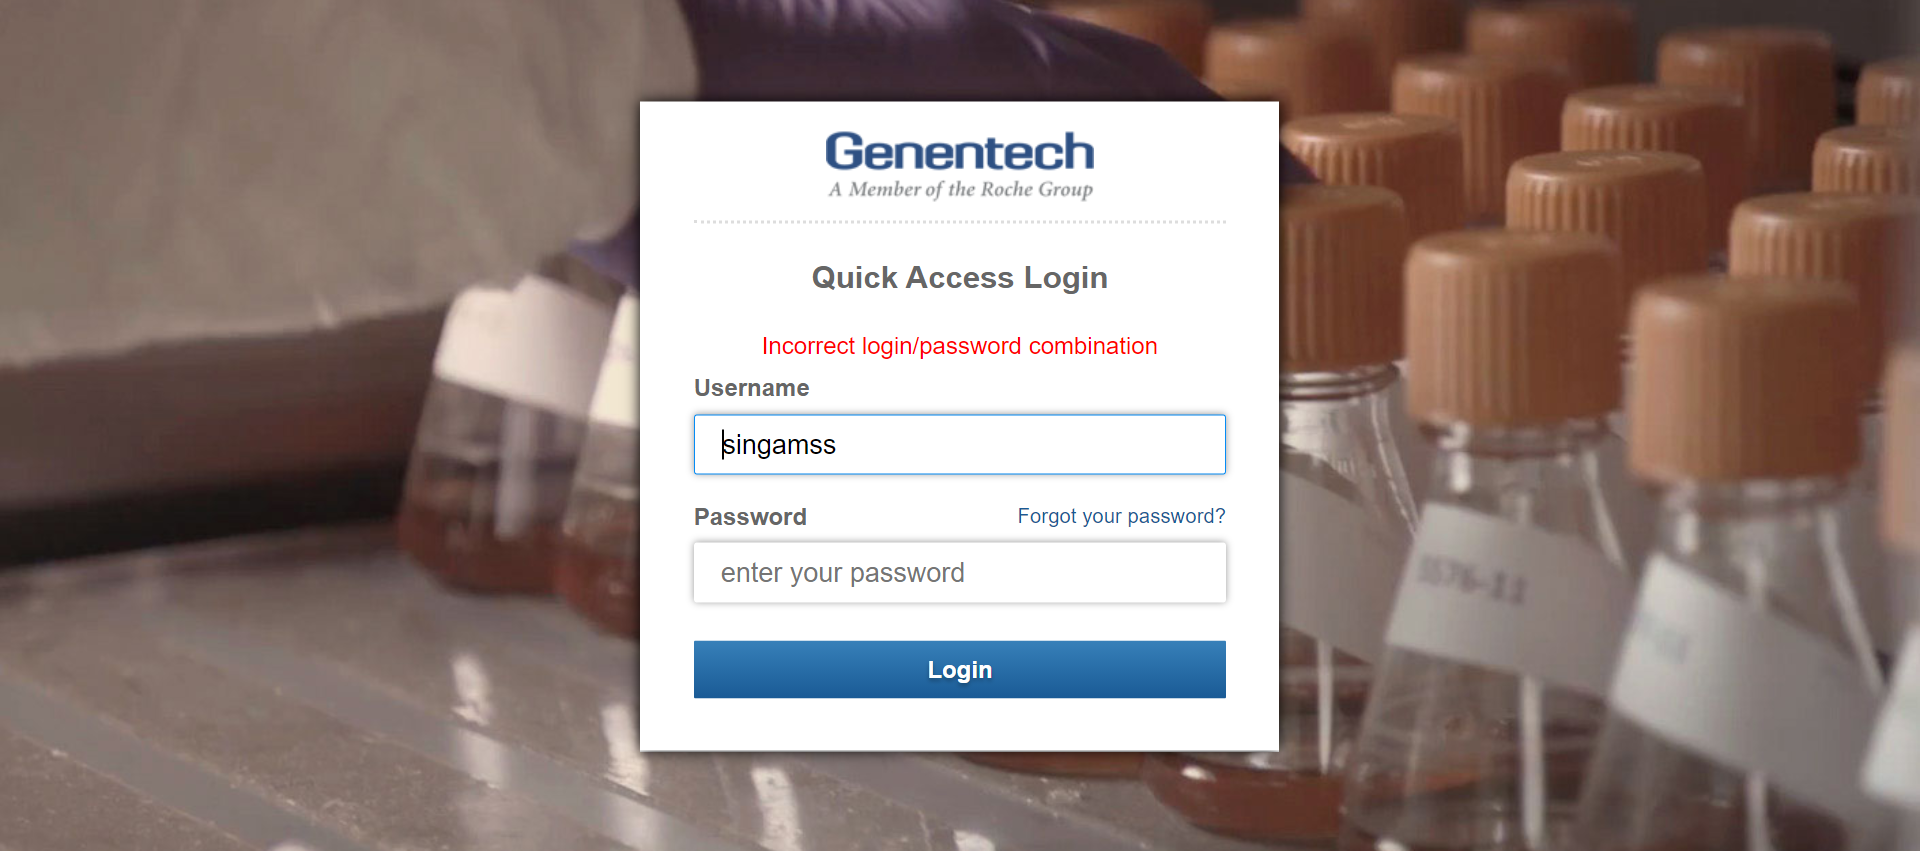 Genentech
A Member of the Roche Group
Quick Access Login
Incorrect login/password combination
Username
singamss
Password
Forgot your password?
enter your password
Login